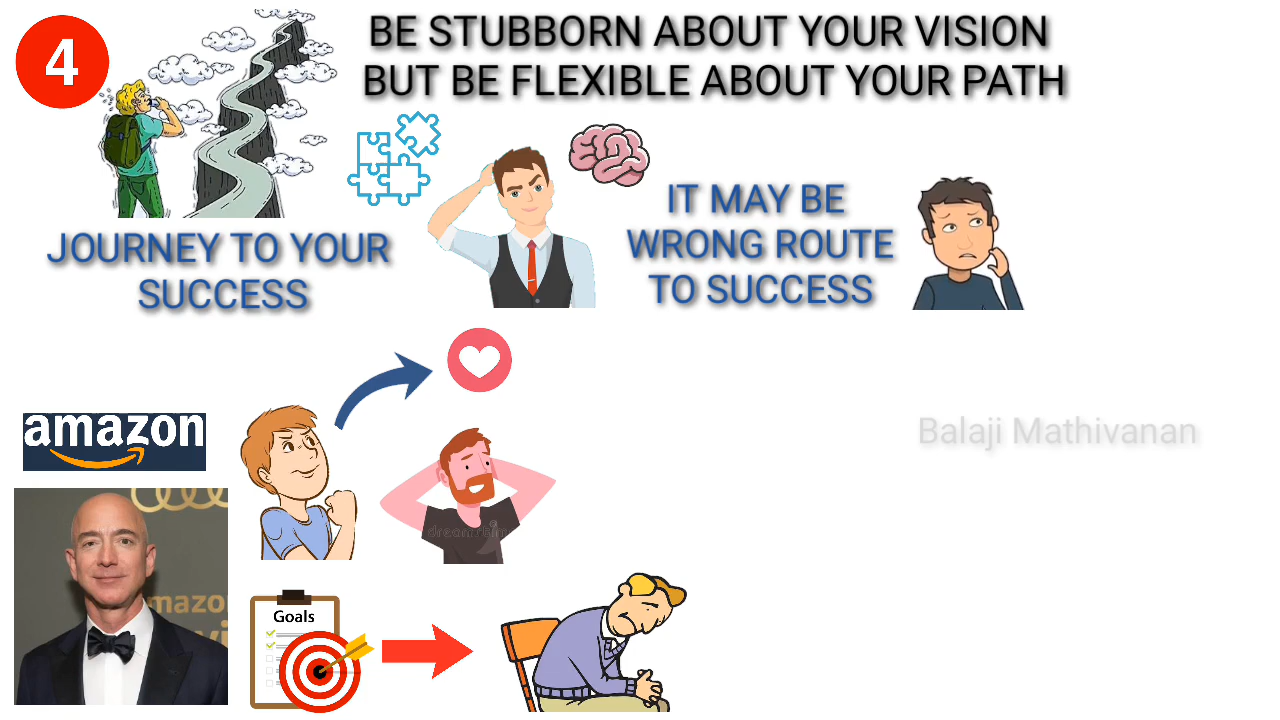 4
BE STUBBORN ABOUT YOUR VISION
BUT BE FLEXIBLE ABOUT YOUR PATH
JOURNEY TO YOUR
SUCCESS
IT MAY BE
WRONG ROUTE
TO SUCCESS
amazon
Balaji Mathivanan
mazo
Goals